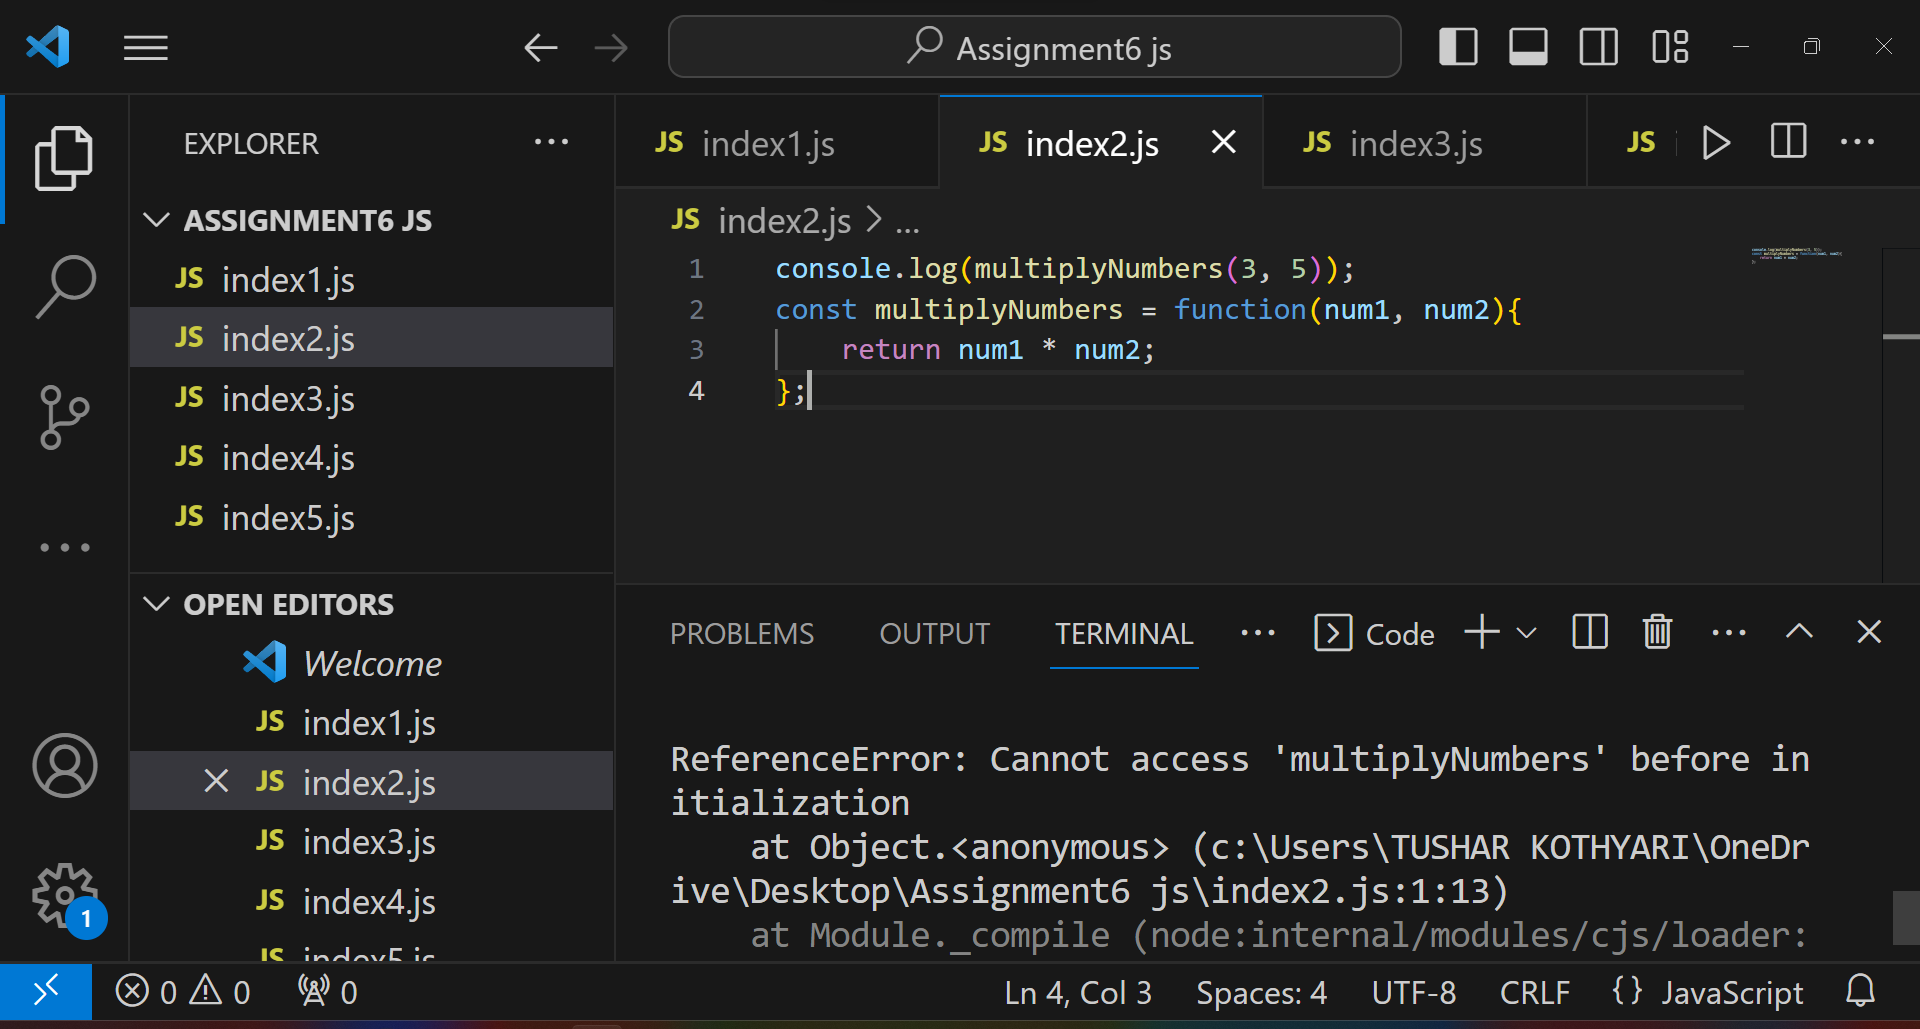 Assignment6 js
EXPLORER
ASSIGNMENT6 JS
JS index1.js
JS index2.js
JS index3.js
JS index4.js
JS index5.js
OPEN EDITORS
Welcome
JS index1.js
JS index2.js
JS index3.js
JS index4.js
JS index5.js
1
JS index1.js
JS index2.js
JS index3.js
JS
JS index2.js > ...
1 console.log(multiplyNumbers(3, 5));
2 const multiplyNumbers = function(num1, num2){
3 return num1 * num2;
4 };
PROBLEMS OUTPUT TERMINAL ... Code
ReferenceError: Cannot access 'multiplyNumbers' before in
itialization
at Object.<anonymous> (c:\Users\TUSHAR KOTHYARI\OneDr
ive\Desktop\Assignment6 js\index2.js:1:13)
at Module._compile (node:internal/modules/cjs/loader:
0 0 0 Ln 4, Col 3 Spaces: 4 UTF-8 CRLF {} JavaScript